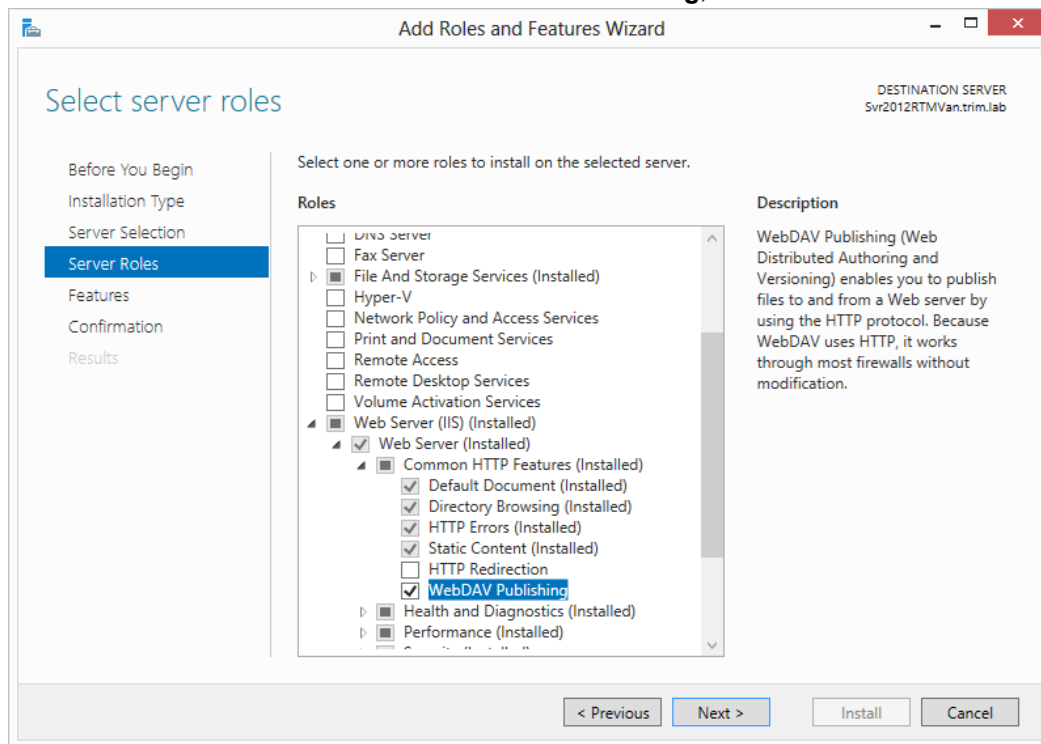 Add Roles and Features Wizard
Select server roles
DESTINATION SERVER
Svr2012RTMVan.trim.lab
Before You Begin
Installation Type
Server Selection
Server Roles
Features
Confirmation
Results
Select one or more roles to install on the selected server.
Roles
DNS Server
Fax Server
File And Storage Services (Installed)
Hyper-V
Network Policy and Access Services
Print and Document Services
Remote Access
Remote Desktop Services
Volume Activation Services
Web Server (IIS) (Installed)
Web Server (Installed)
Common HTTP Features (Installed)
Default Document (Installed)
Directory Browsing (Installed)
HTTP Errors (Installed)
Static Content (Installed)
HTTP Redirection
WebDAV Publishing
Health and Diagnostics (Installed)
Performance (Installed)
Description
WebDAV Publishing (Web
Distributed Authoring and
Versioning) enables you to publish
files to and from a Web server by
using the HTTP protocol. Because
WebDAV uses HTTP, it works
through most firewalls without
modification.
< Previous
Next >
Install
Cancel